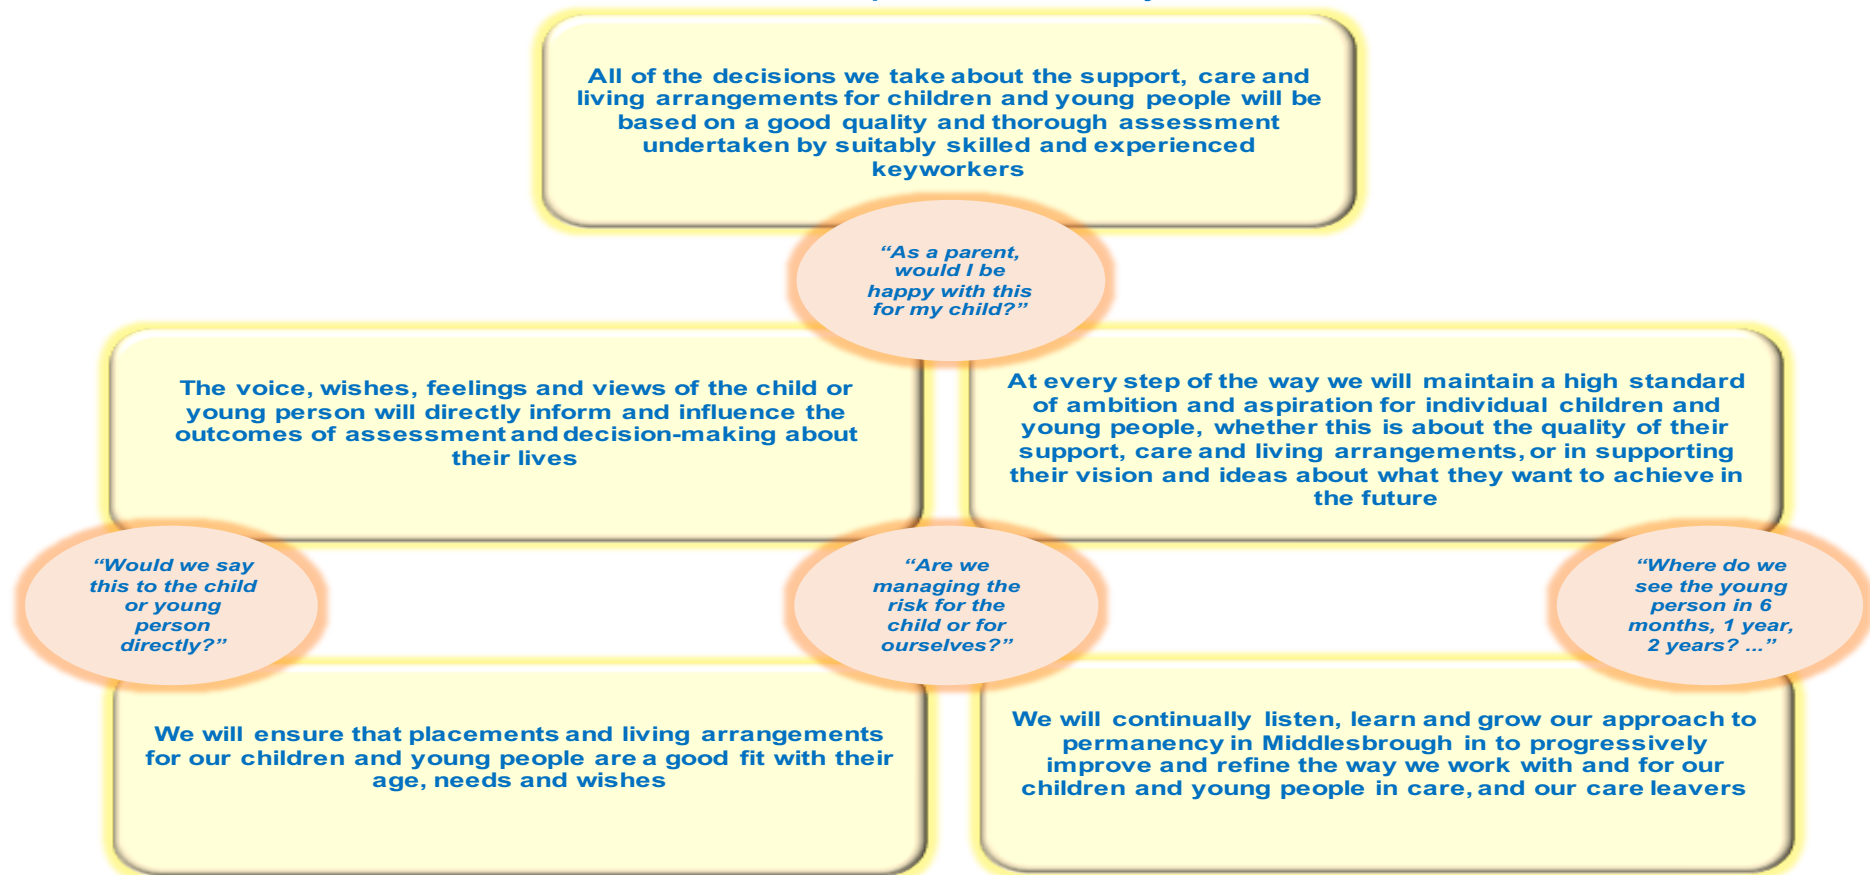 All of the decisions we take about the support, care and
living arrangements for children and young people will be
based on a good quality and thorough assessment
undertaken by suitably skilled and experienced
keyworkers
“As a parent,
would I be
happy with this
for my child?”
The voice, wishes, feelings and views of the child or
young person will directly inform and influence the
outcomes of assessment and decision-making about
their lives
At every step of the way we will maintain a high standard
of ambition and aspiration for individual children and
young people, whether this is about the quality of their
support, care and living arrangements, or in supporting
their vision and ideas about what they want to achieve in
the future
“Would we say
this to the child
or young
person
directly?”
“Are we
managing the
risk for the
child or for
ourselves?”
“Where do we
see the young
person in 6
months, 1 year,
2 years? ...”
We will ensure that placements and living arrangements
for our children and young people are a good fit with their
age, needs and wishes
We will continually listen, learn and grow our approach to
permanency in Middlesbrough in to progressively
improve and refine the way we work with and for our
children and young people in care, and our care leavers